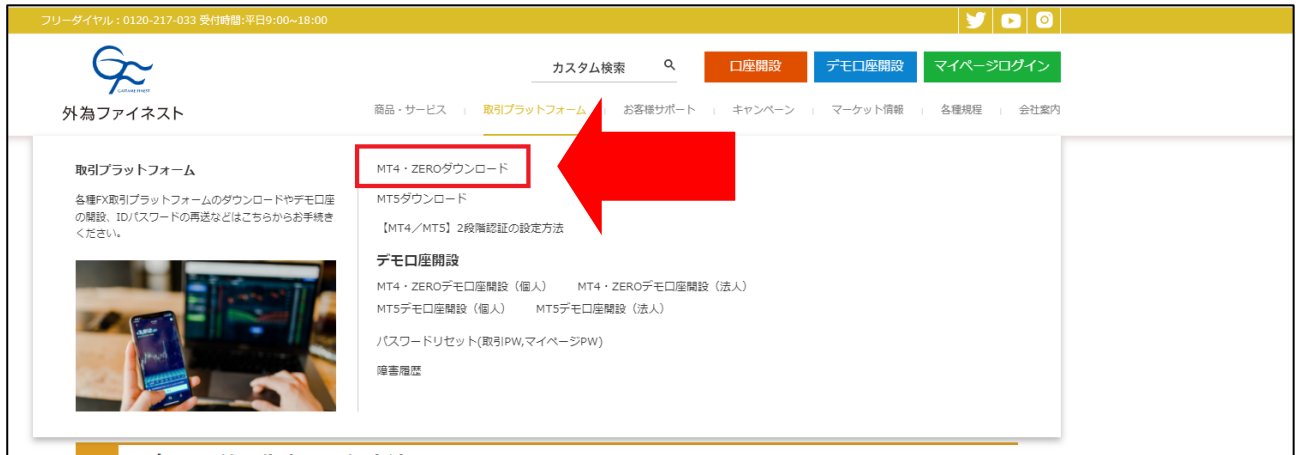 フリーダイヤル : 0120-217-033 受付時間:平日9:00~18:00
カスタム検索
口座開設
デモ口座開設
マイページログイン
外為ファイネスト
商品・サービス
取引プラットフォーム
お客様サポート
キャンペーン
マーケット情報
各種規程
会社案内
取引プラットフォーム
各種FX取引プラットフォームのダウンロードやデモ口座
の開設、IDパスワードの再送などはこちらからお手続き
ください。
MT4・ZEROダウンロード
MT5ダウンロード
【MT4／MT5】2段階認証の設定方法
デモ口座開設
MT4・ZEROデモ口座開設（個人） MT4・ZEROデモ口座開設（法人）
MT5デモ口座開設（個人） MT5デモ口座開設（法人）
パスワードリセット(取引PW,マイページPW)
障害履歴